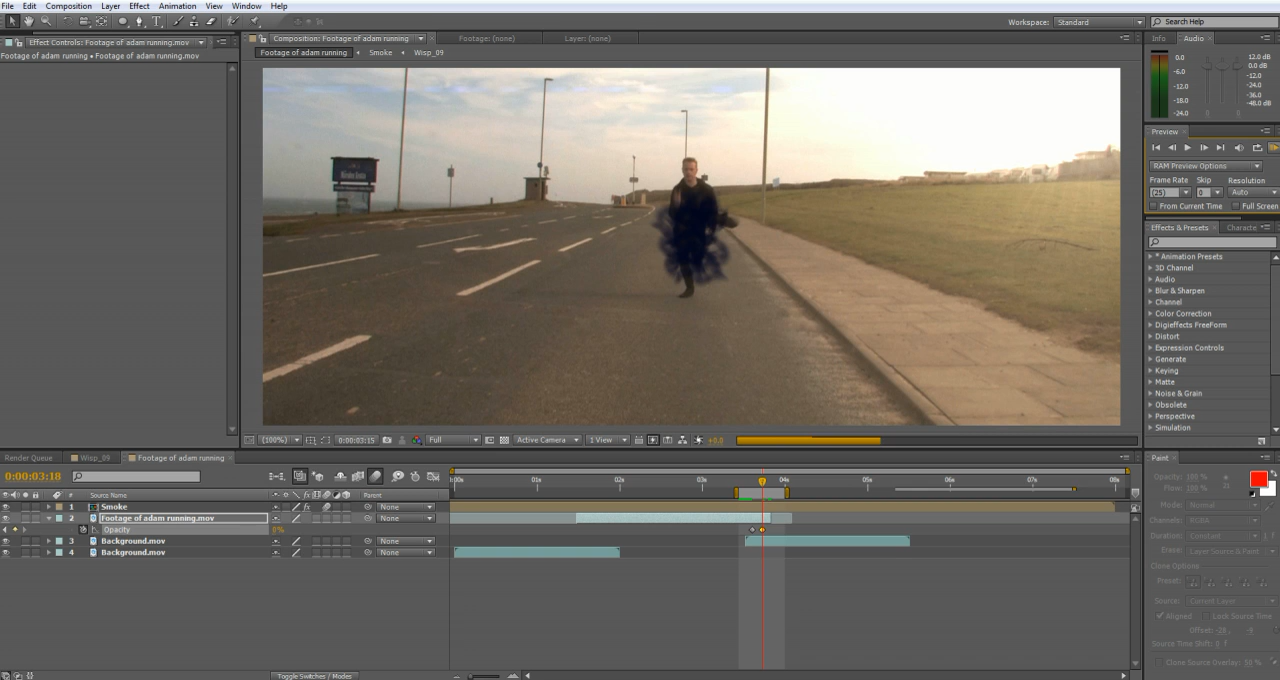 File Edit Composition Layer Effect Animation View Window Help
Workspace: Standard Search Help
Effect Controls: Footage of adam running.mov
Composition: Footage of adam running Footage: (none) Layer: (none)
Info Audio
Footage of adam running • Footage of adam running.mov
Footage of adam running Smoke Wisp_09
0.0 12.0 dB
0.0 dB
-6.0 -12.0
-12.0 -24.0
-18.0 -36.0
-24.0 -48.0 dB
Preview
RAM Preview Options
Frame Rate Skip Resolution
(25) 0 Auto
From Current Time Full Screen
Effects & Presets Characte
* Animation Presets
3D Channel
Audio
Blur & Sharpen
Channel
Color Correction
Digieffects FreeForm
Distort
Expression Controls
Generate
Keying
Matte
Noise & Grain
Obsolete
Perspective
Simulation
(100%) 0:00:03:15 Full Active Camera 1 View +0.0
Render Queue Wisp_09 Footage of adam running
Paint
0:00:03:18
:00s 01s 02s 03s 04s 05s 06s 07s 08s
Opacity: 100 %
Flow: 100 %
# Source Name Parent
1 Smoke None
2 Footage of adam running.mov None
Opacity 0%
3 Background.mov None
4 Background.mov None
Mode: Normal
Channels: RGBA
Duration: Constant
Erase: Layer Source & Paint
Clone Options
Preset:
Source: Current Layer
Aligned Lock Source Time
Offset: -28,
Source Time Shift: 0 f
Clone Source Overlay: 50 %
Toggle Switches / Modes